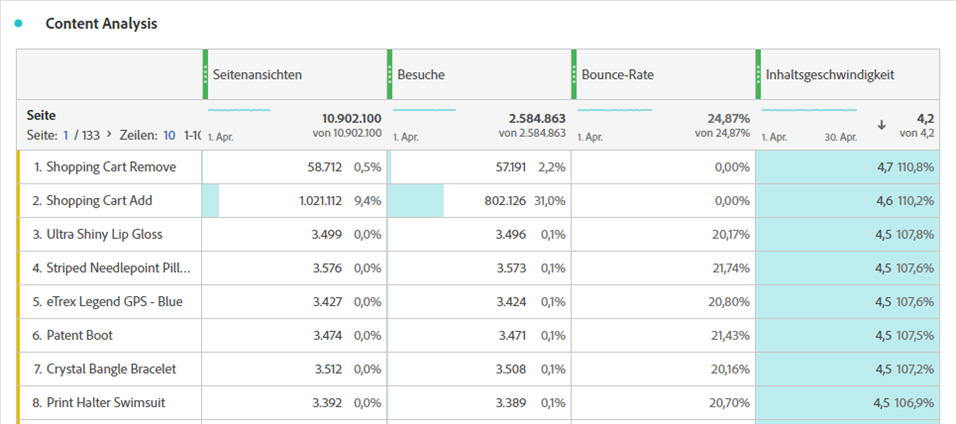 Content Analysis
Seitenansichten Besuche Bounce-Rate Inhaltsgeschwindigkeit
Seite 10.902.100 2.584.863 24,87% 4,2
Seite: 1 / 133 > Zeilen: 10 1-10 1. Apr. von 10.902.100 1. Apr. von 2.584.863 1. Apr. von 24,87% 1. Apr. 30. Apr. von 4,2
1. Shopping Cart Remove 58.712 0,5% 57.191 2,2% 0,00% 4,7 110,8%
2. Shopping Cart Add 1.021.112 9,4% 802.126 31,0% 0,00% 4,6 110,2%
3. Ultra Shiny Lip Gloss 3.499 0,0% 3.496 0,1% 20,17% 4,5 107,8%
4. Striped Needlepoint Pill... 3.576 0,0% 3.573 0,1% 21,74% 4,5 107,6%
5. eTrex Legend GPS - Blue 3.427 0,0% 3.424 0,1% 20,80% 4,5 107,6%
6. Patent Boot 3.474 0,0% 3.471 0,1% 21,43% 4,5 107,5%
7. Crystal Bangle Bracelet 3.512 0,0% 3.508 0,1% 20,16% 4,5 107,2%
8. Print Halter Swimsuit 3.392 0,0% 3.389 0,1% 20,70% 4,5 106,9%